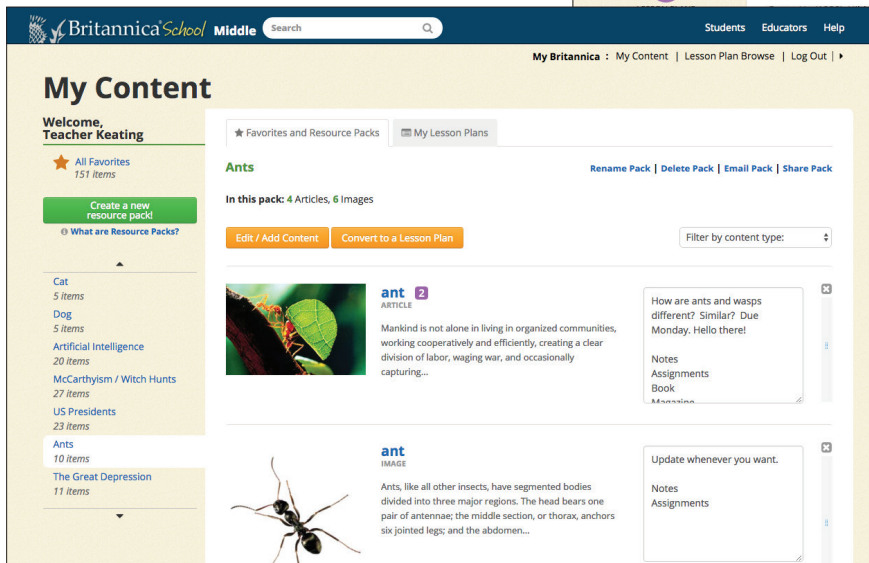 Britannica School Middle Search Students Educators Help
My Britannica : My Content | Lesson Plan Browse | Log Out |
My Content
Welcome,
Teacher Keating
All Favorites
151 items
Create a new
resource pack!
What are Resource Packs?
Cat
5 items
Dog
5 items
Artificial Intelligence
20 items
McCarthyism / Witch Hunts
27 items
US Presidents
23 items
Ants
10 items
The Great Depression
11 items
Favorites and Resource Packs My Lesson Plans
Ants
Rename Pack | Delete Pack | Email Pack | Share Pack
In this pack: 4 Articles, 6 Images
Edit / Add Content Convert to a Lesson Plan Filter by content type:
ant 2
ARTICLE
Mankind is not alone in living in organized communities,
working cooperatively and efficiently, creating a clear
division of labor, waging war, and occasionally
capturing...
How are ants and wasps
different? Similar? Due
Monday. Hello there!
Notes
Assignments
Book
Magazine
ant
IMAGE
Ants, like all other insects, have segmented bodies
divided into three major regions. The head bears one
pair of antennae; the middle section, or thorax, anchors
six jointed legs; and the abdomen...
Update whenever you want.
Notes
Assignments